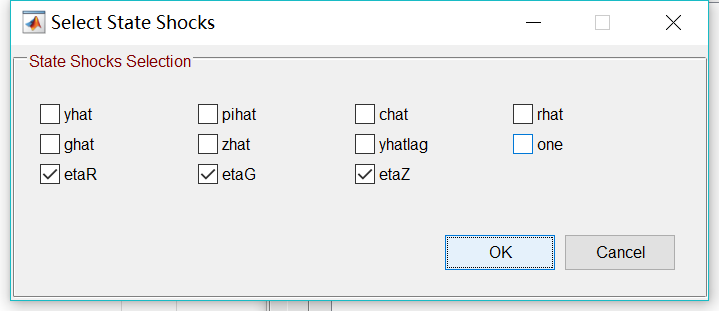 Select State Shocks
State Shocks Selection
yhat pihat chat rhat
ghat zhat yhatlag one
etaR etaG etaZ
OK Cancel